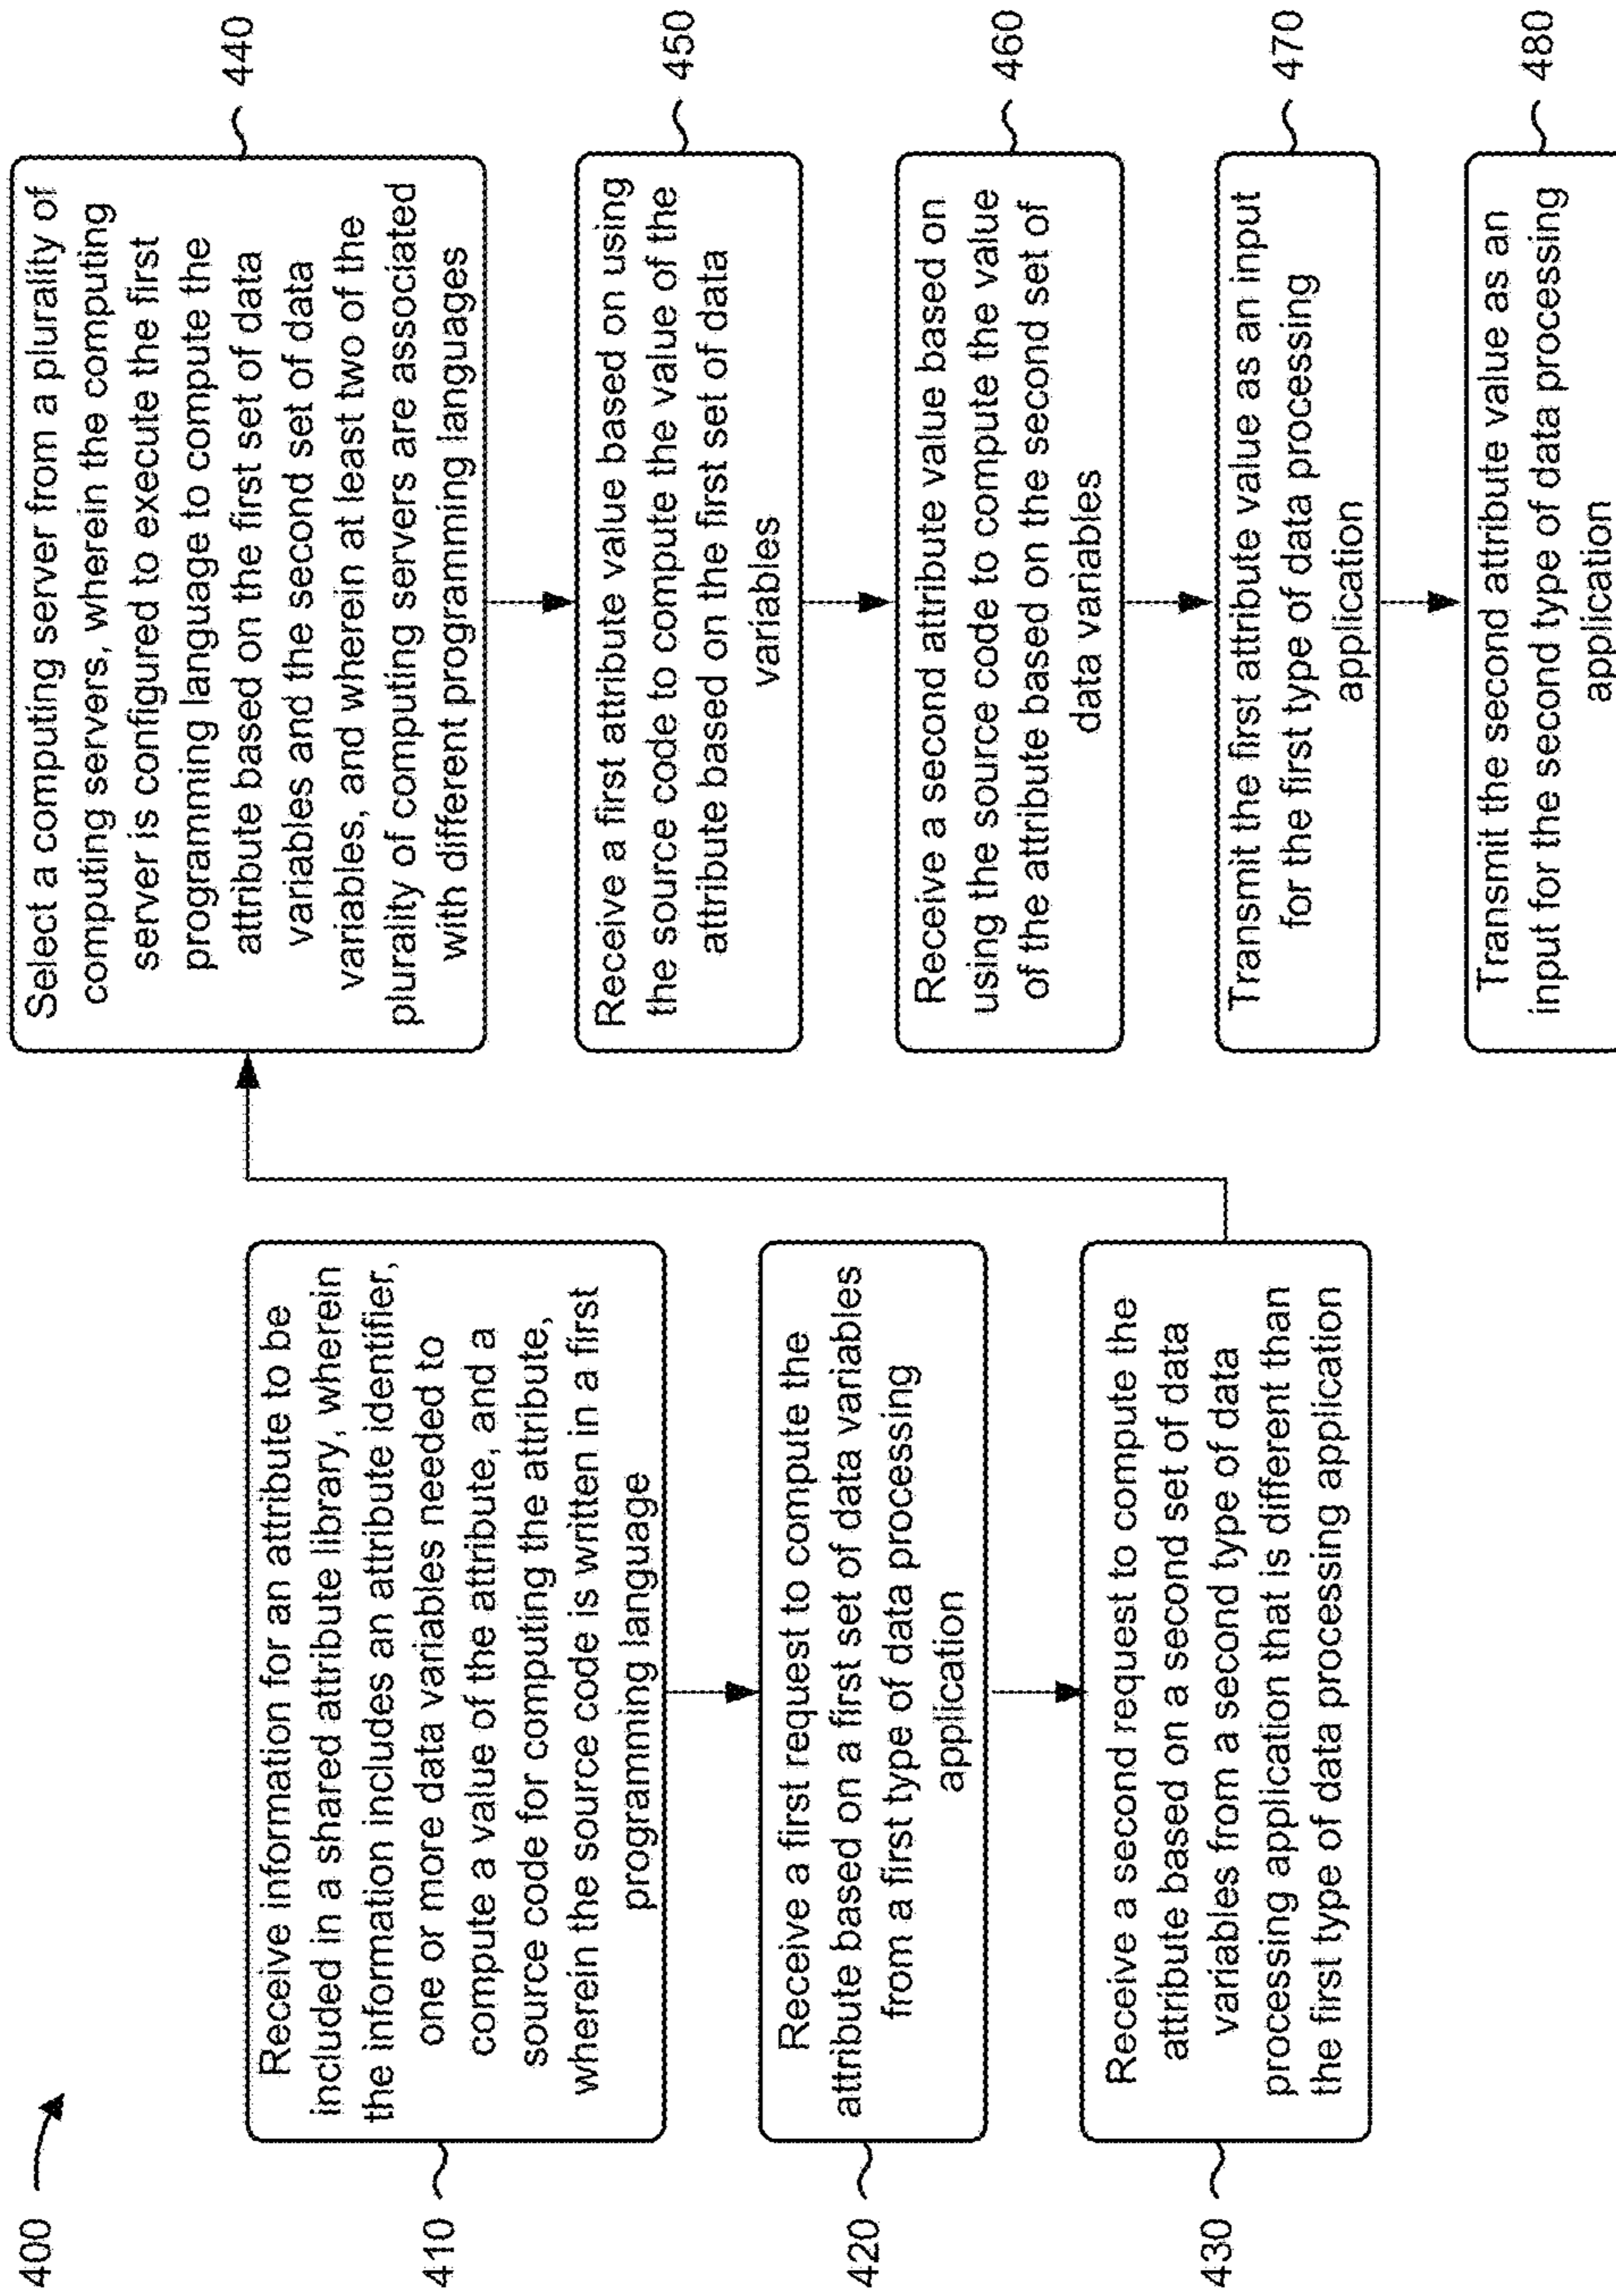 400
410
Receive information for an attribute to be
included in a shared attribute library, wherein
the information includes an attribute identifier,
one or more data variables needed to
compute a value of the attribute, and a
source code for computing the attribute,
wherein the source code is written in a first
programming language
420
Receive a first request to compute the
attribute based on a first set of data variables
from a first type of data processing
application
430
Receive a second request to compute the
attribute based on a second set of data
variables from a second type of data
processing application that is different than
the first type of data processing application
Select a computing server from a plurality of
computing servers, wherein the computing
server is configured to execute the first
programming language to compute the
attribute based on the first set of data
variables and the second set of data
variables, and wherein at least two of the
plurality of computing servers are associated
with different programming languages
440
Receive a first attribute value based on using
the source code to compute the value of the
attribute based on the first set of data
variables
450
Receive a second attribute value based on
using the source code to compute the value
of the attribute based on the second set of
data variables
460
Transmit the first attribute value as an input
for the first type of data processing
application
470
Transmit the second attribute value as an
input for the second type of data processing
application
480